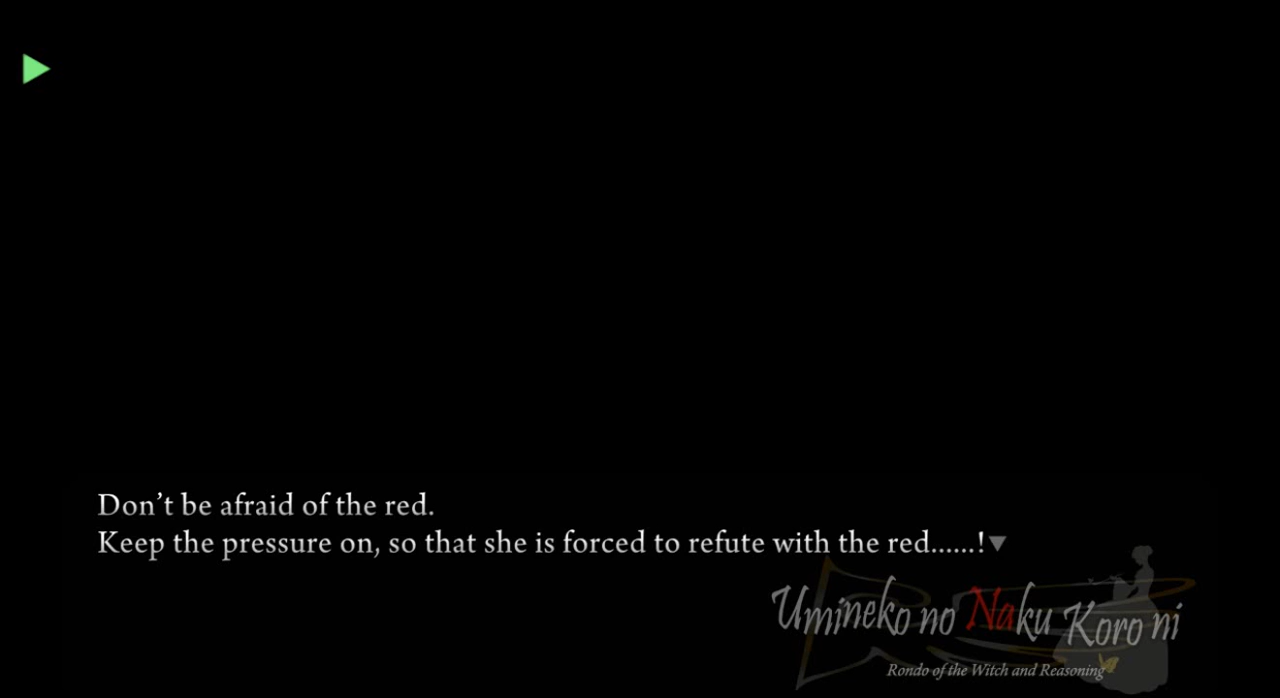 Don't be afraid of the red.
Keep the pressure on, so that she is forced to refute with the red......!
Umineko no Naku Koro ni
Rondo of the Witch and Reasoning